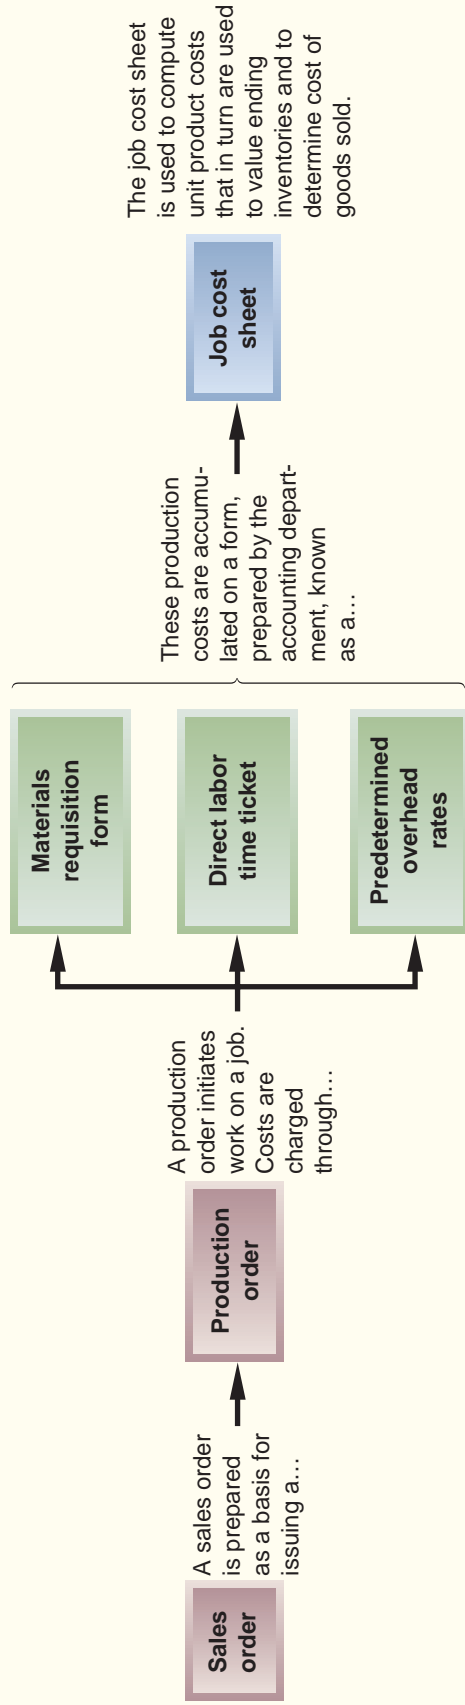 Sales
order
A sales order
is prepared
as a basis for
issuing a…
Production
order
A production
order initiates
work on a job.
Costs are
charged
through…
Materials
requisition
form
Direct labor
time ticket
Predetermined
overhead
rates
These production
costs are accumu-
lated on a form,
prepared by the
accounting depart-
ment, known
as a…
Job cost
sheet
The job cost sheet
is used to compute
unit product costs
that in turn are used
to value ending
inventories and to
determine cost of
goods sold.